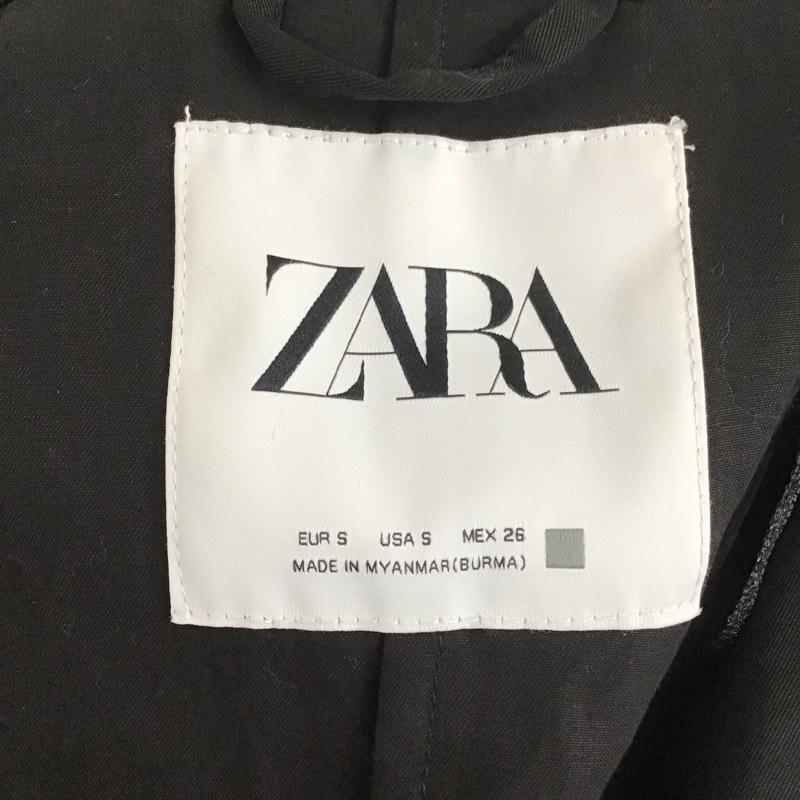 ZARA
EUR S USA S MEX 26
MADE IN MYANMAR(BURMA)